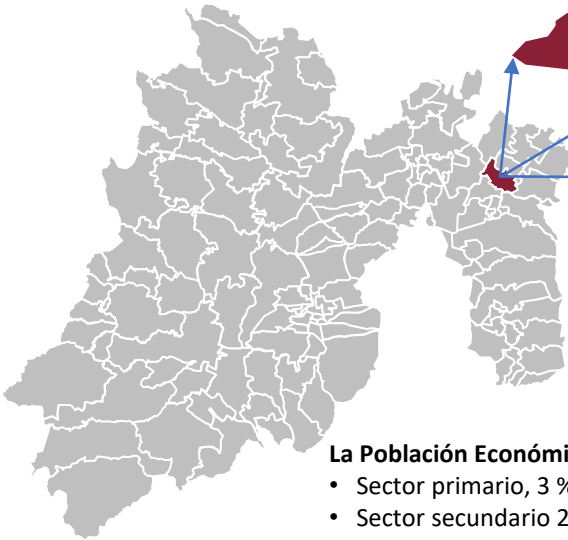 La Población Económi
• Sector primario, 3 %
• Sector secundario 2